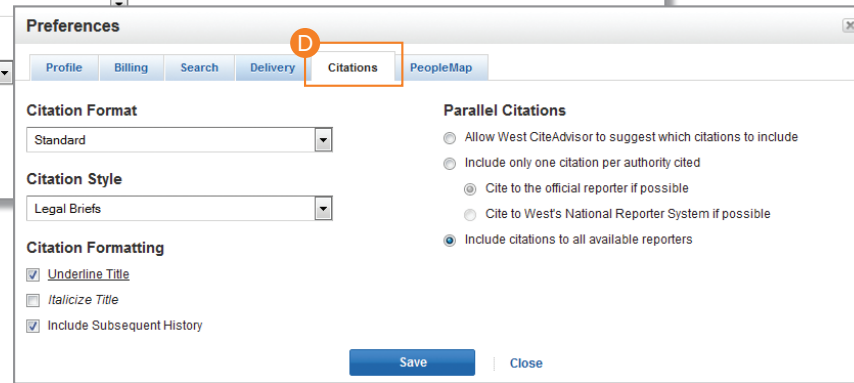 Preferences
D
Profile Billing Search Delivery Citations PeopleMap
Citation Format
Standard
Citation Style
Legal Briefs
Citation Formatting
Underline Title
Italicize Title
Include Subsequent History
Parallel Citations
Allow West CiteAdvisor to suggest which citations to include
Include only one citation per authority cited
Cite to the official reporter if possible
Cite to West's National Reporter System if possible
Include citations to all available reporters
Save Close